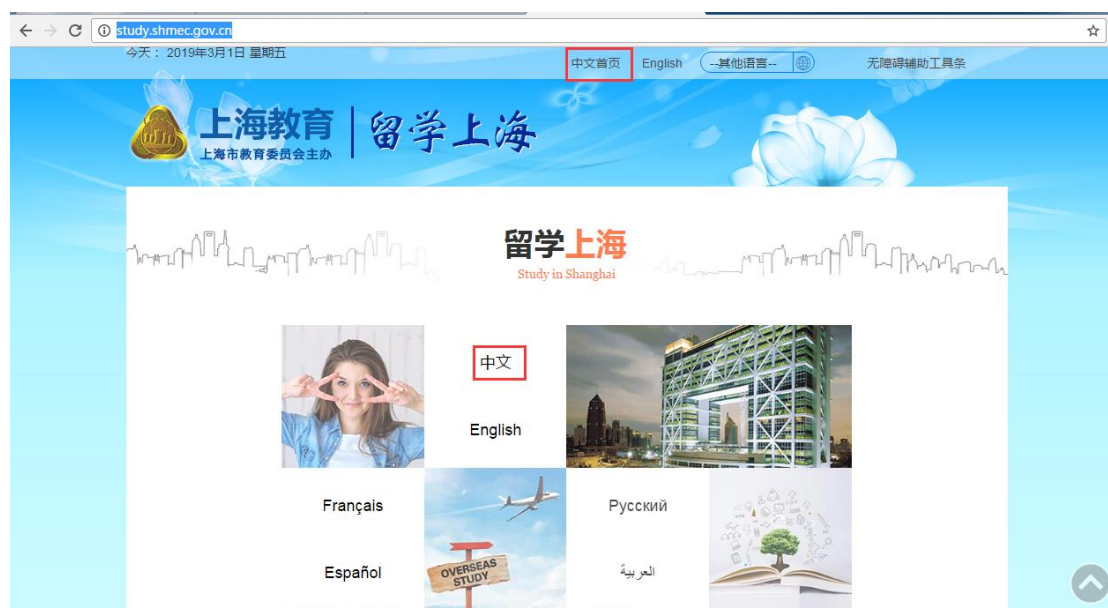 study.shmec.gov.cn
今天： 2019年3月1日 星期五
中文首页 English --其他语言-- 无障碍辅助工具条
上海教育
上海市教育委员会主办
留学上海
留学上海
Study in Shanghai
中文
English
Français
Русский
Español
OVERSEAS
STUDY
العربية